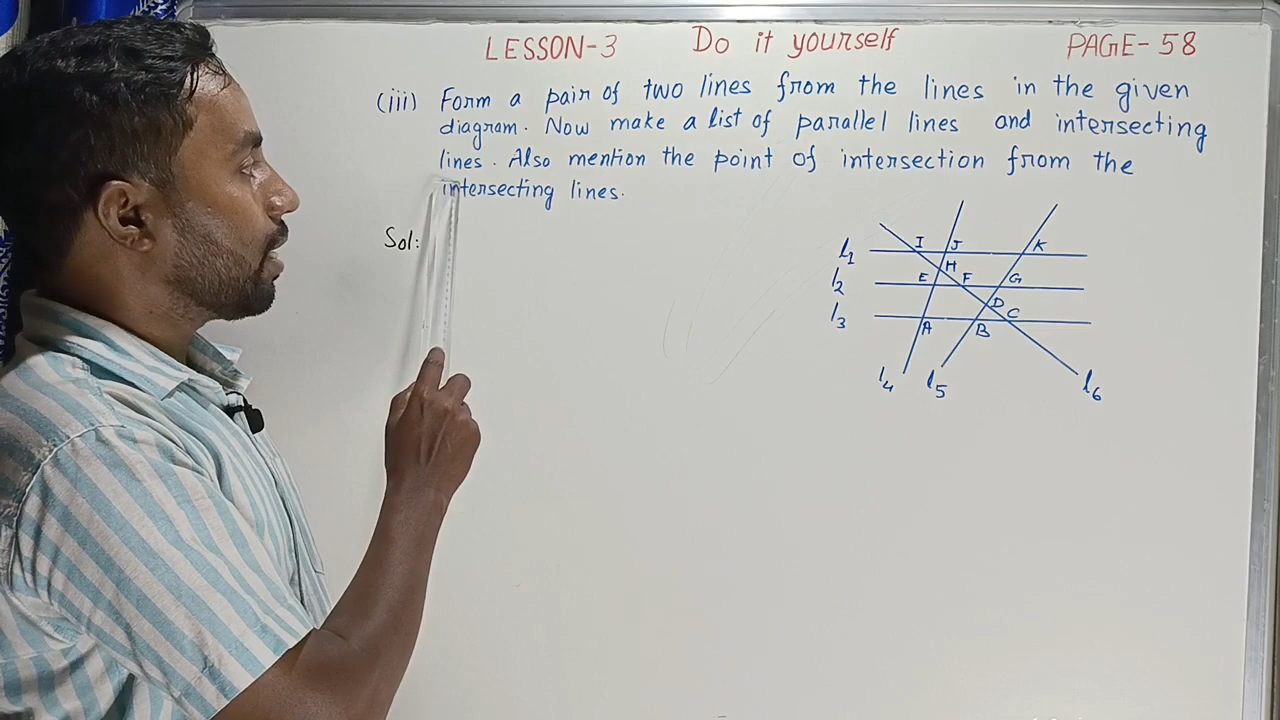 LESSON-3 Do it yourself PAGE-58
(iii) Form a pair of two lines from the lines in the given
diagram. Now make a list of parallel lines and intersecting
lines. Also mention the point of intersection from the
intersecting lines.
Sol:
l1 I J K
H
l2 E F G
D
l3 A B C
l4 l5 l6